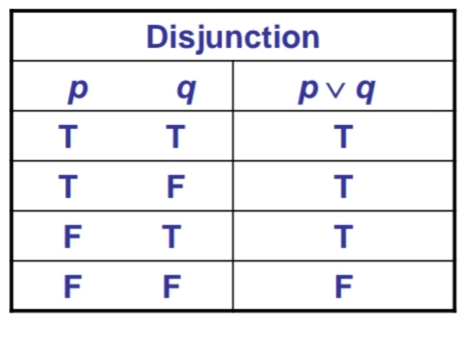 Disjunction
p q p ∨ q
T T T
T F T
F T T
F F F